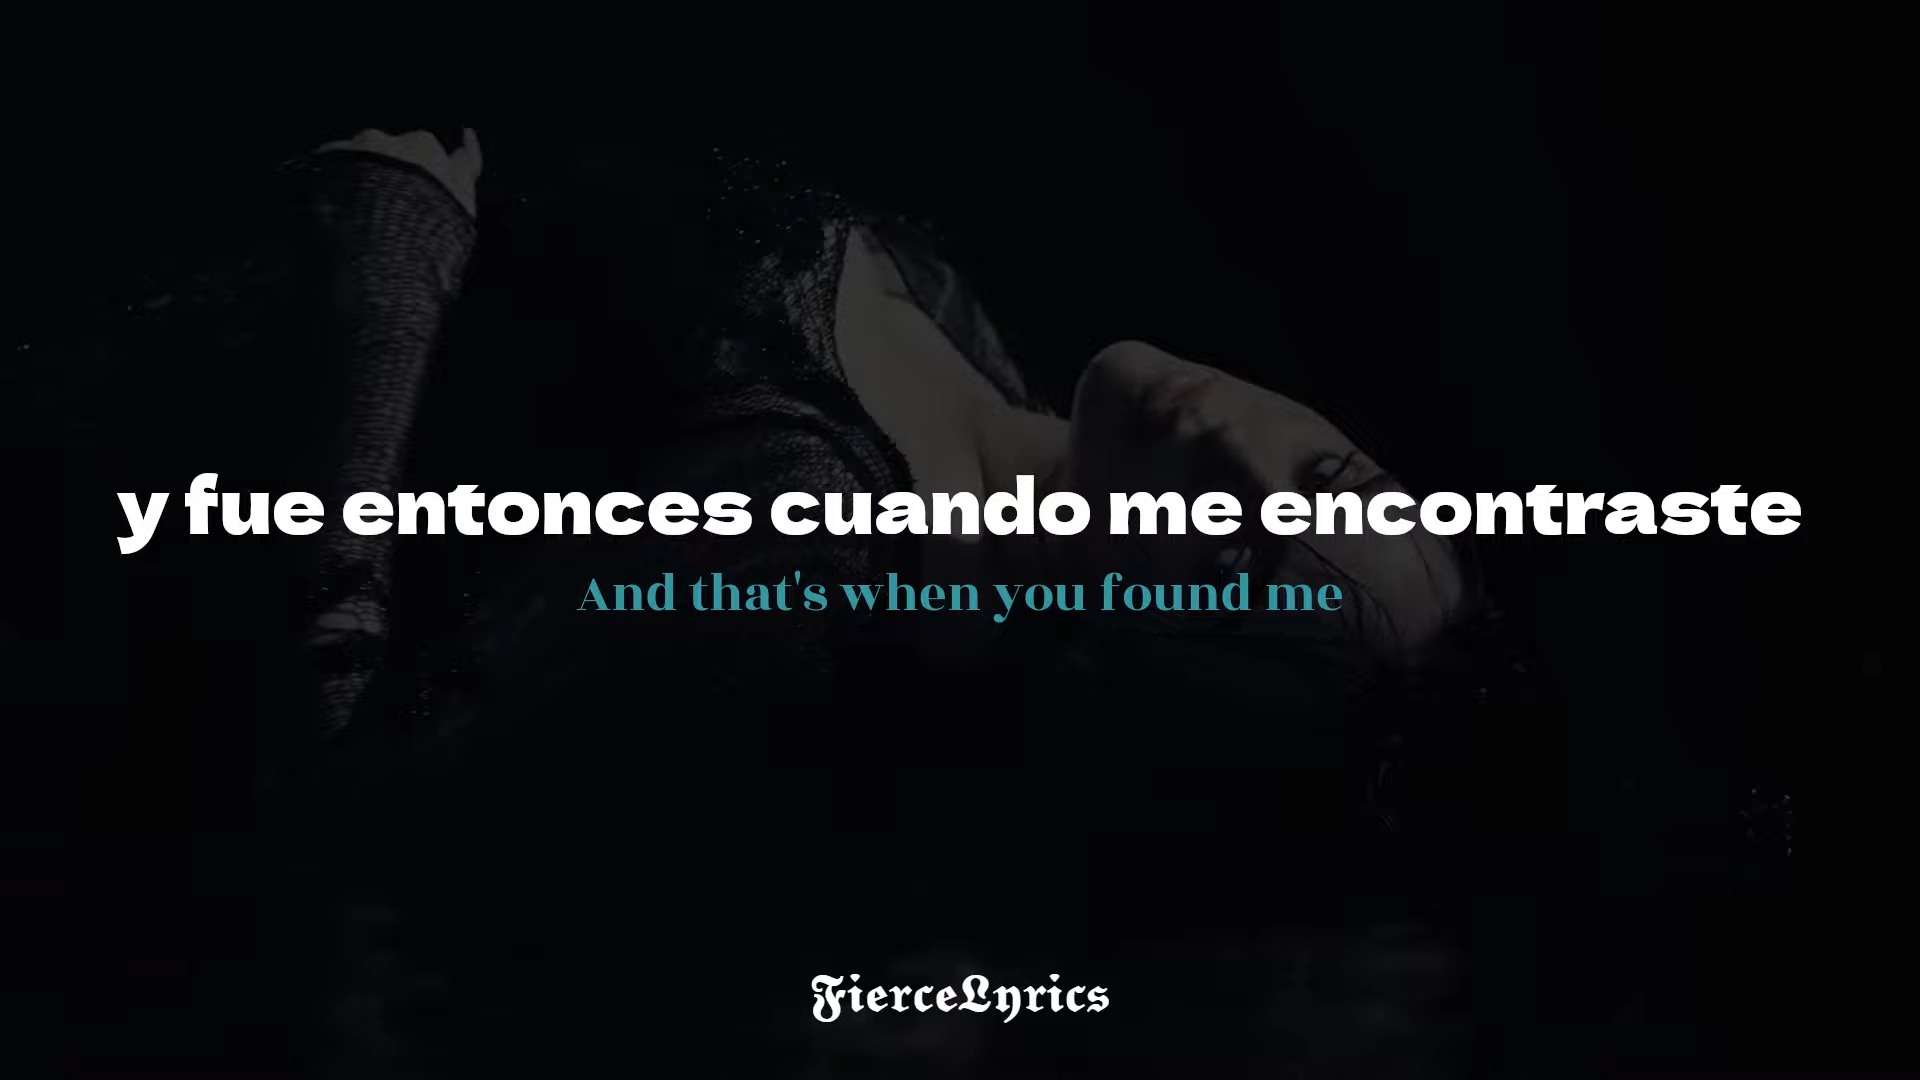 y fue entonces cuando me encontraste
And that's when you found me
FierceLyrics